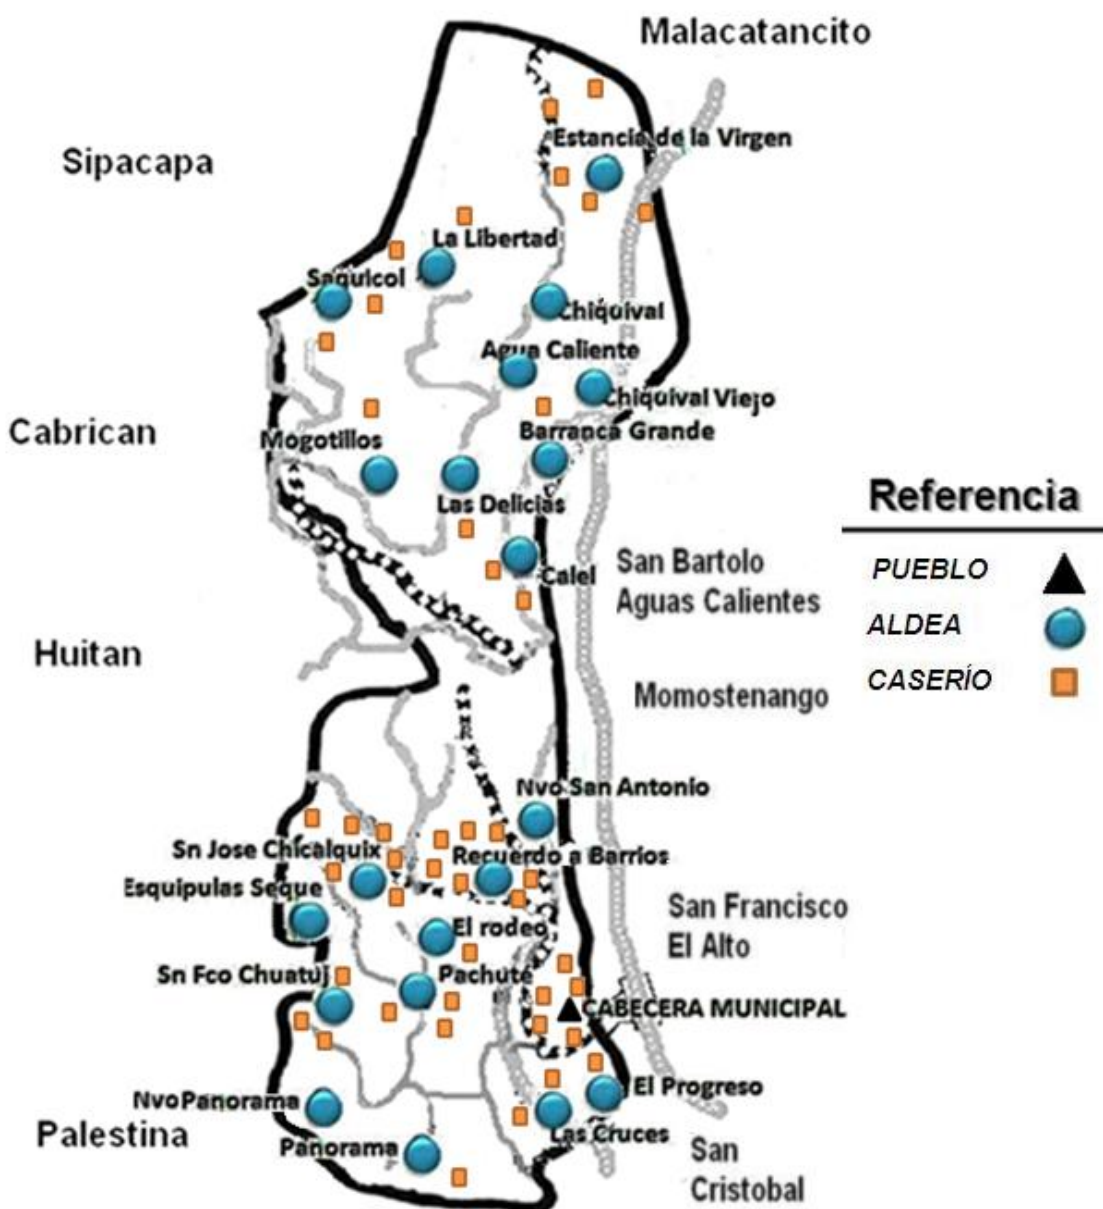 Malacatancito
Estancia de la Virgen
Sipacapa
La Libertad
Saquicol
Chiquival
Agua Caliente
Chiquival Viejo
Cabrican
Mogotillos
Barranca Grande
Las Delicias
Calel
San Bartolo
Aguas Calientes
Referencia
PUEBLO
ALDEA
CASERÍO
Huitan
Momostenango
Nvo San Antonio
Sn Jose Chicalquix
Recuerdo a Barrios
Esquipulas Seque
El rodeo
San Francisco
El Alto
Sn Fco Chuatuj
Pachute
CABECERA MUNICIPAL
El Progreso
Nvo Panorama
Las Cruces
Palestina
Panorama
San
Cristobal